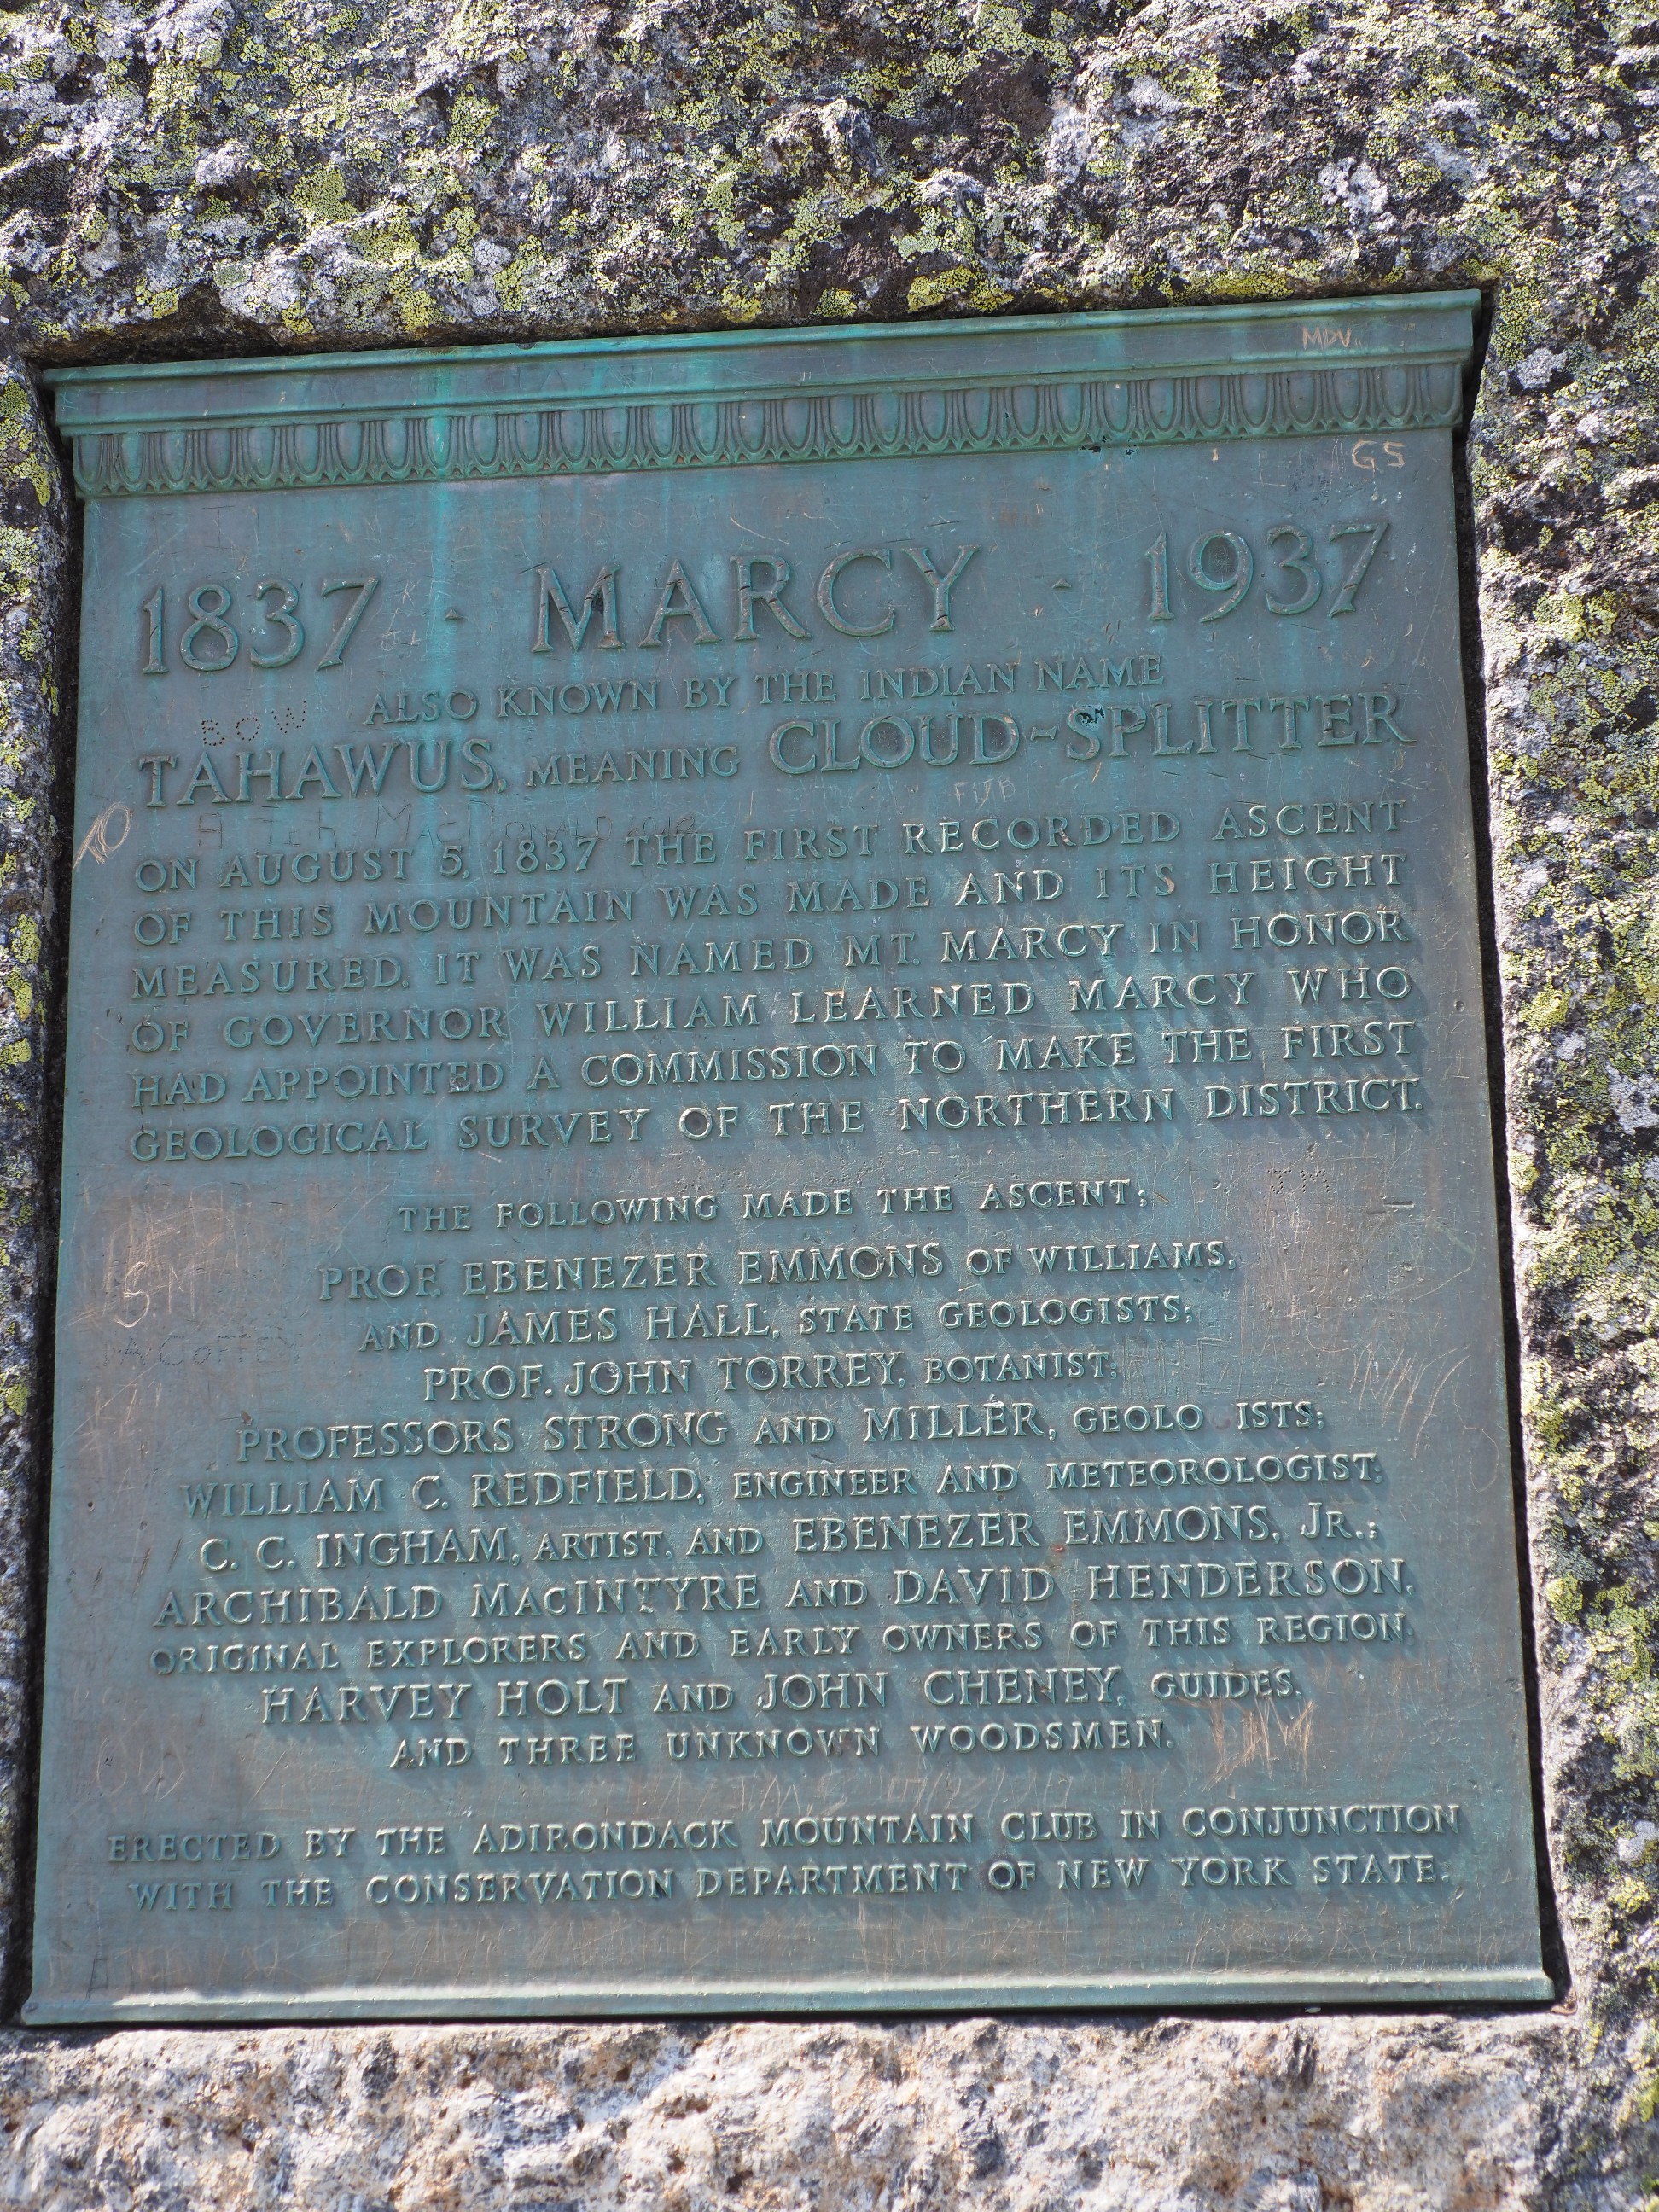 MDV
GS
1837 · MARCY · 1937
ALSO KNOWN BY THE INDIAN NAME
BOW
TAHAWUS, MEANING CLOUD-SPLITTER
ON AUGUST 5, 1837 THE FIRST RECORDED ASCENT
OF THIS MOUNTAIN WAS MADE AND ITS HEIGHT
MEASURED. IT WAS NAMED MT. MARCY IN HONOR
OF GOVERNOR WILLIAM LEARNED MARCY WHO
HAD APPOINTED A COMMISSION TO MAKE THE FIRST
GEOLOGICAL SURVEY OF THE NORTHERN DISTRICT.
THE FOLLOWING MADE THE ASCENT:
PROF. EBENEZER EMMONS OF WILLIAMS,
AND JAMES HALL, STATE GEOLOGISTS;
PROF. JOHN TORREY, BOTANIST;
PROFESSORS STRONG AND MILLER, GEOLO ISTS;
WILLIAM C. REDFIELD, ENGINEER AND METEOROLOGIST;
C. C. INGHAM, ARTIST, AND EBENEZER EMMONS, JR.;
ARCHIBALD MACINTYRE AND DAVID HENDERSON,
ORIGINAL EXPLORERS AND EARLY OWNERS OF THIS REGION.
HARVEY HOLT AND JOHN CHENEY, GUIDES,
AND THREE UNKNOWN WOODSMEN.
ERECTED BY THE ADIRONDACK MOUNTAIN CLUB IN CONJUNCTION
WITH THE CONSERVATION DEPARTMENT OF NEW YORK STATE.